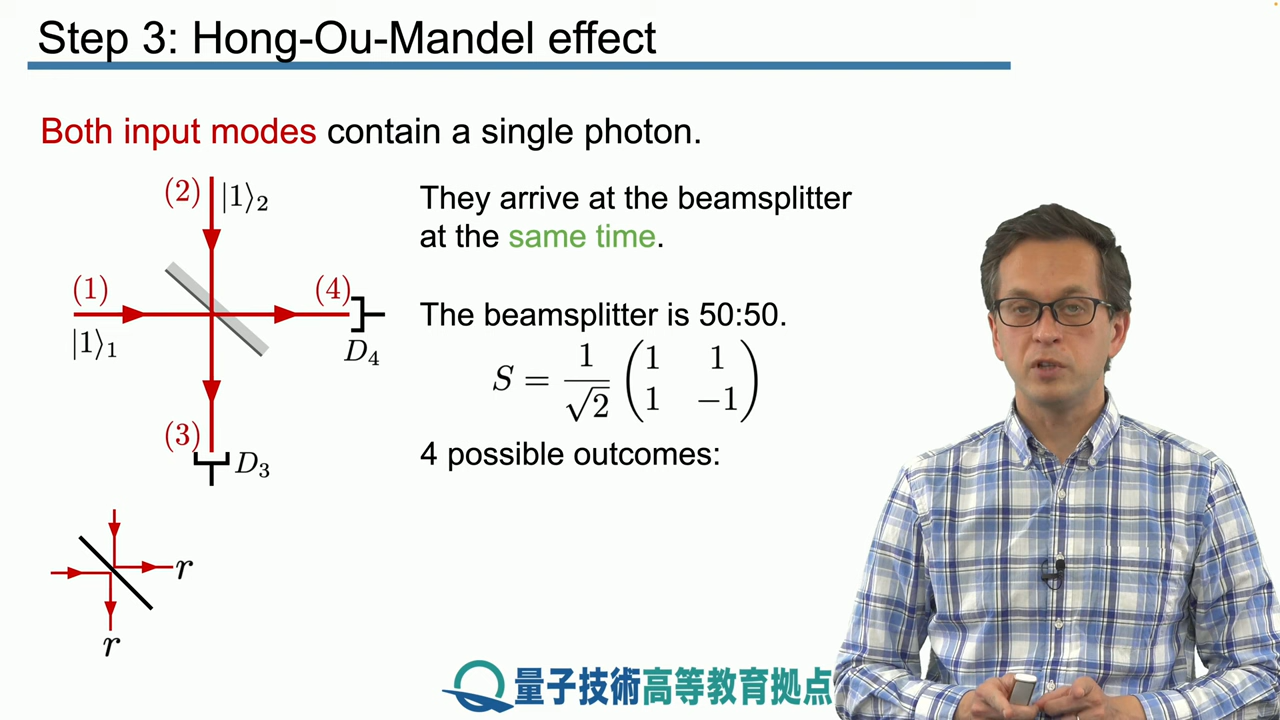 Step 3: Hong-Ou-Mandel effect
Both input modes contain a single photon.
(2) |1⟩₂
They arrive at the beamsplitter
at the same time.
(1) (4)
|1⟩₁ D₄
The beamsplitter is 50:50.
S = 1/√2 (1 1
1 −1)
(3) D₃
4 possible outcomes:
r
r
量子技術高等教育拠点